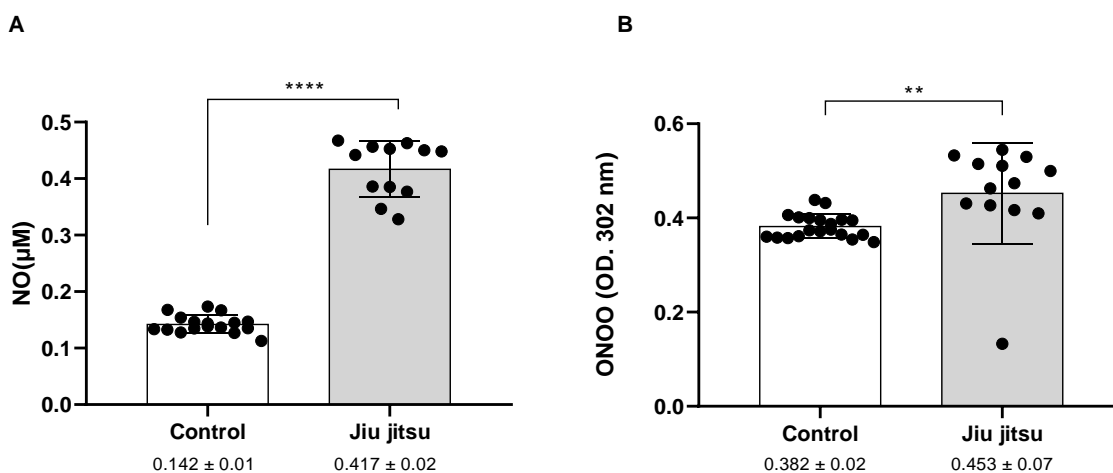 A
B
****
**
NO(µM)
0.5
0.4
0.3
0.2
0.1
0.0
Control
Jiu jitsu
0.142 ± 0.01
0.417 ± 0.02
ONOO (OD. 302 nm)
0.6
0.4
0.2
0.0
Control
Jiu jitsu
0.382 ± 0.02
0.453 ± 0.07